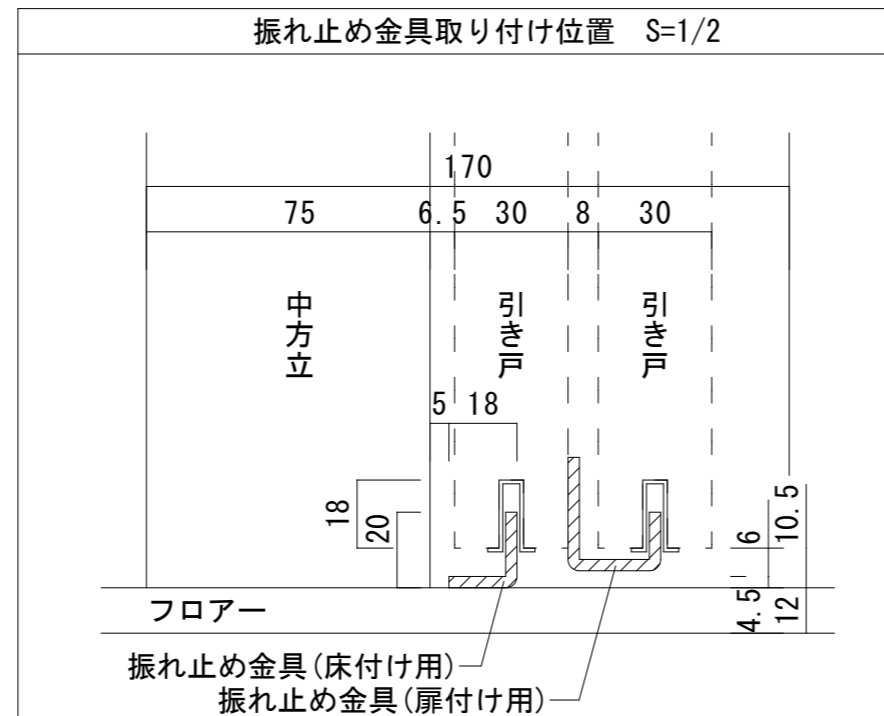 振れ止め金具取り付け位置　S=1/2
170
75 6.5 30 8 30
中方立
引き戸
引き戸
5 18
18
20
6
10.5
4.5
12
フロアー
振れ止め金具(床付け用)
振れ止め金具(扉付け用)